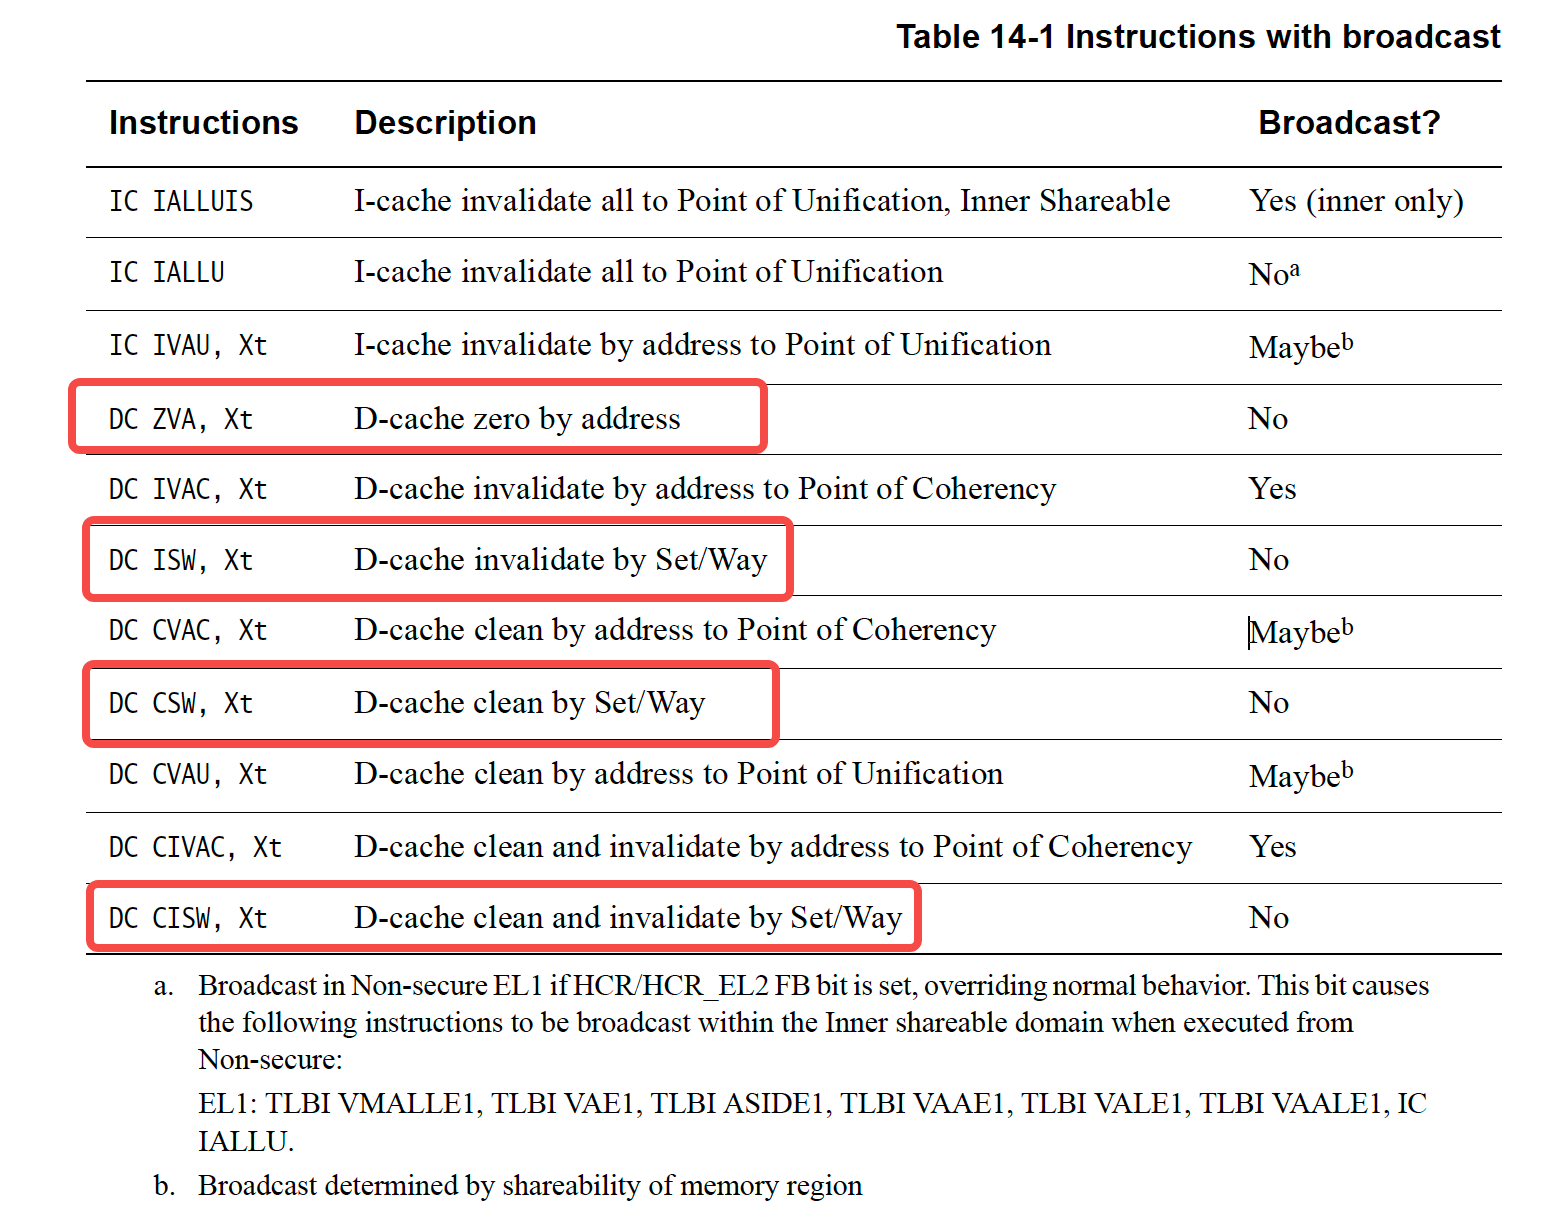 Table 14-1 Instructions with broadcast
Instructions Description Broadcast?
IC IALLUIS I-cache invalidate all to Point of Unification, Inner Shareable Yes (inner only)
IC IALLU I-cache invalidate all to Point of Unification Noa
IC IVAU, Xt I-cache invalidate by address to Point of Unification Maybeb
DC ZVA, Xt D-cache zero by address No
DC IVAC, Xt D-cache invalidate by address to Point of Coherency Yes
DC ISW, Xt D-cache invalidate by Set/Way No
DC CVAC, Xt D-cache clean by address to Point of Coherency Maybeb
DC CSW, Xt D-cache clean by Set/Way No
DC CVAU, Xt D-cache clean by address to Point of Unification Maybeb
DC CIVAC, Xt D-cache clean and invalidate by address to Point of Coherency Yes
DC CISW, Xt D-cache clean and invalidate by Set/Way No
a. Broadcast in Non-secure EL1 if HCR/HCR_EL2 FB bit is set, overriding normal behavior. This bit causes
the following instructions to be broadcast within the Inner shareable domain when executed from
Non-secure:
EL1: TLBI VMALLE1, TLBI VAE1, TLBI ASIDE1, TLBI VAAE1, TLBI VALE1, TLBI VAALE1, IC
IALLU.
b. Broadcast determined by shareability of memory region